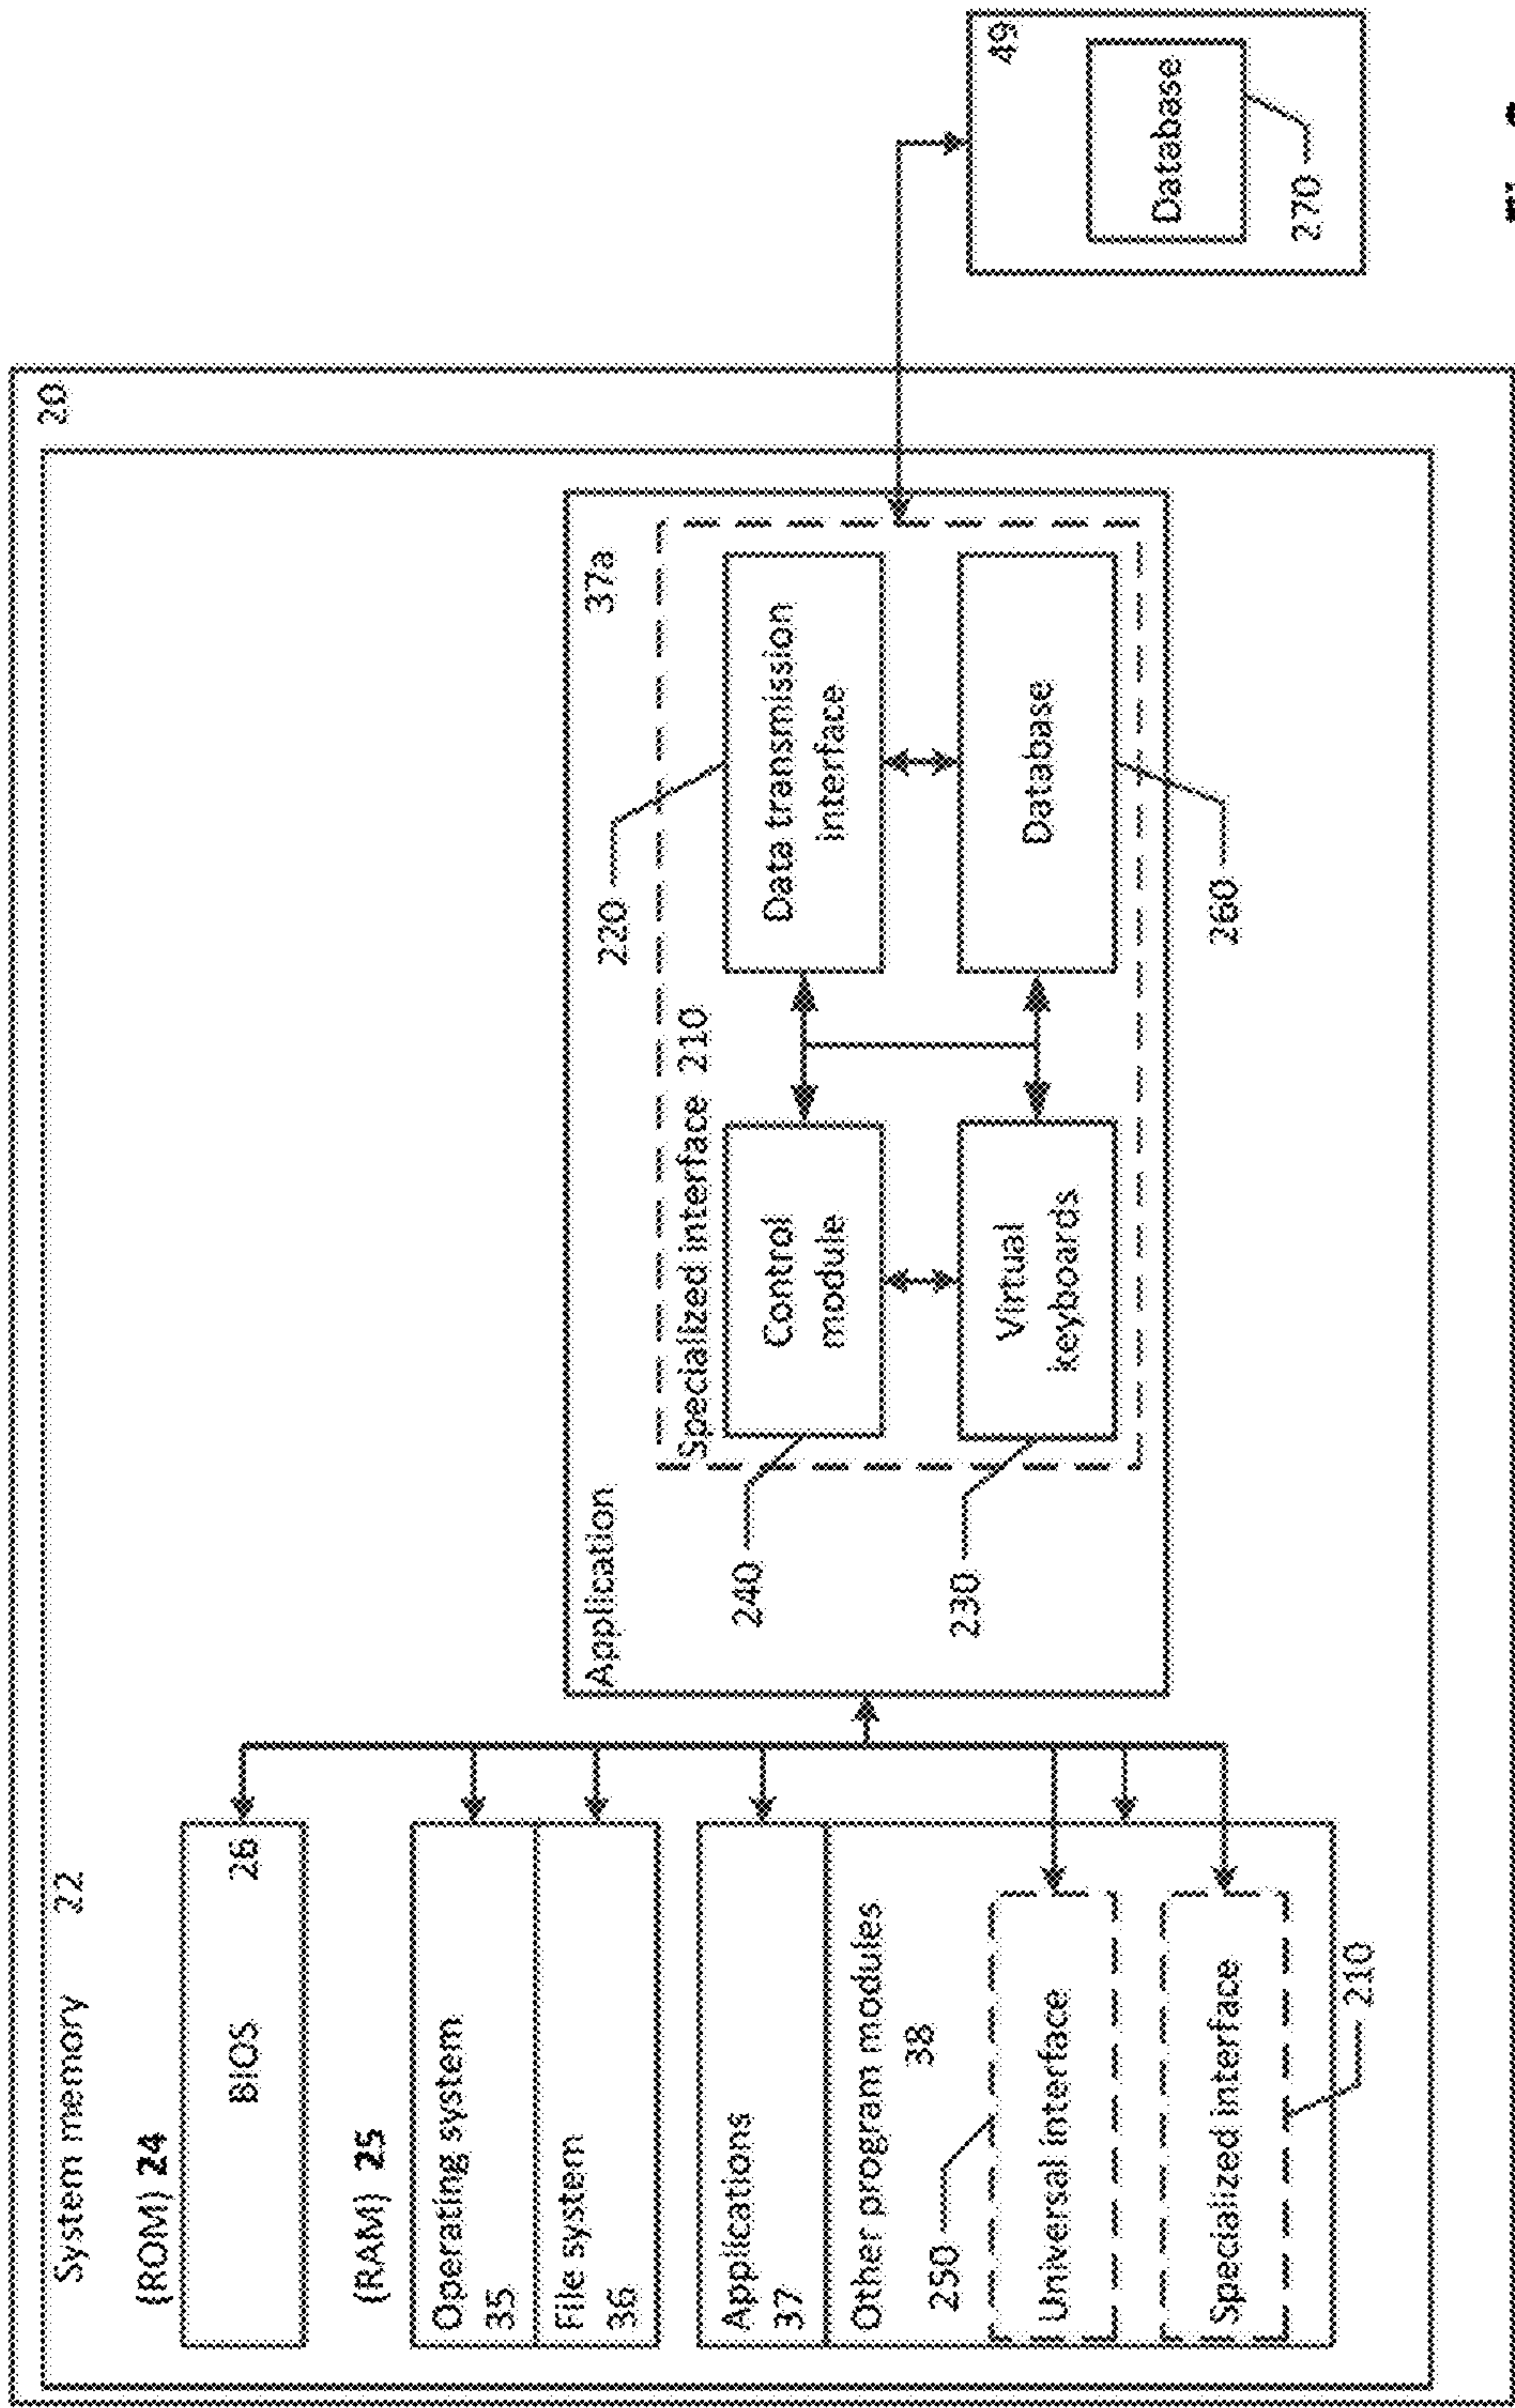 20
System memory 22
(ROM) 24
BIOS 26
(RAM) 25
Operating system
35
File system
36
Applications
37
Other program modules
38
250
Universal interface
Specialized interface
210
Application 37a
Specialized interface 210
220
240
Control
module
Data transmission
interface
230
Virtual
keyboards
Database
260
49
Database
270